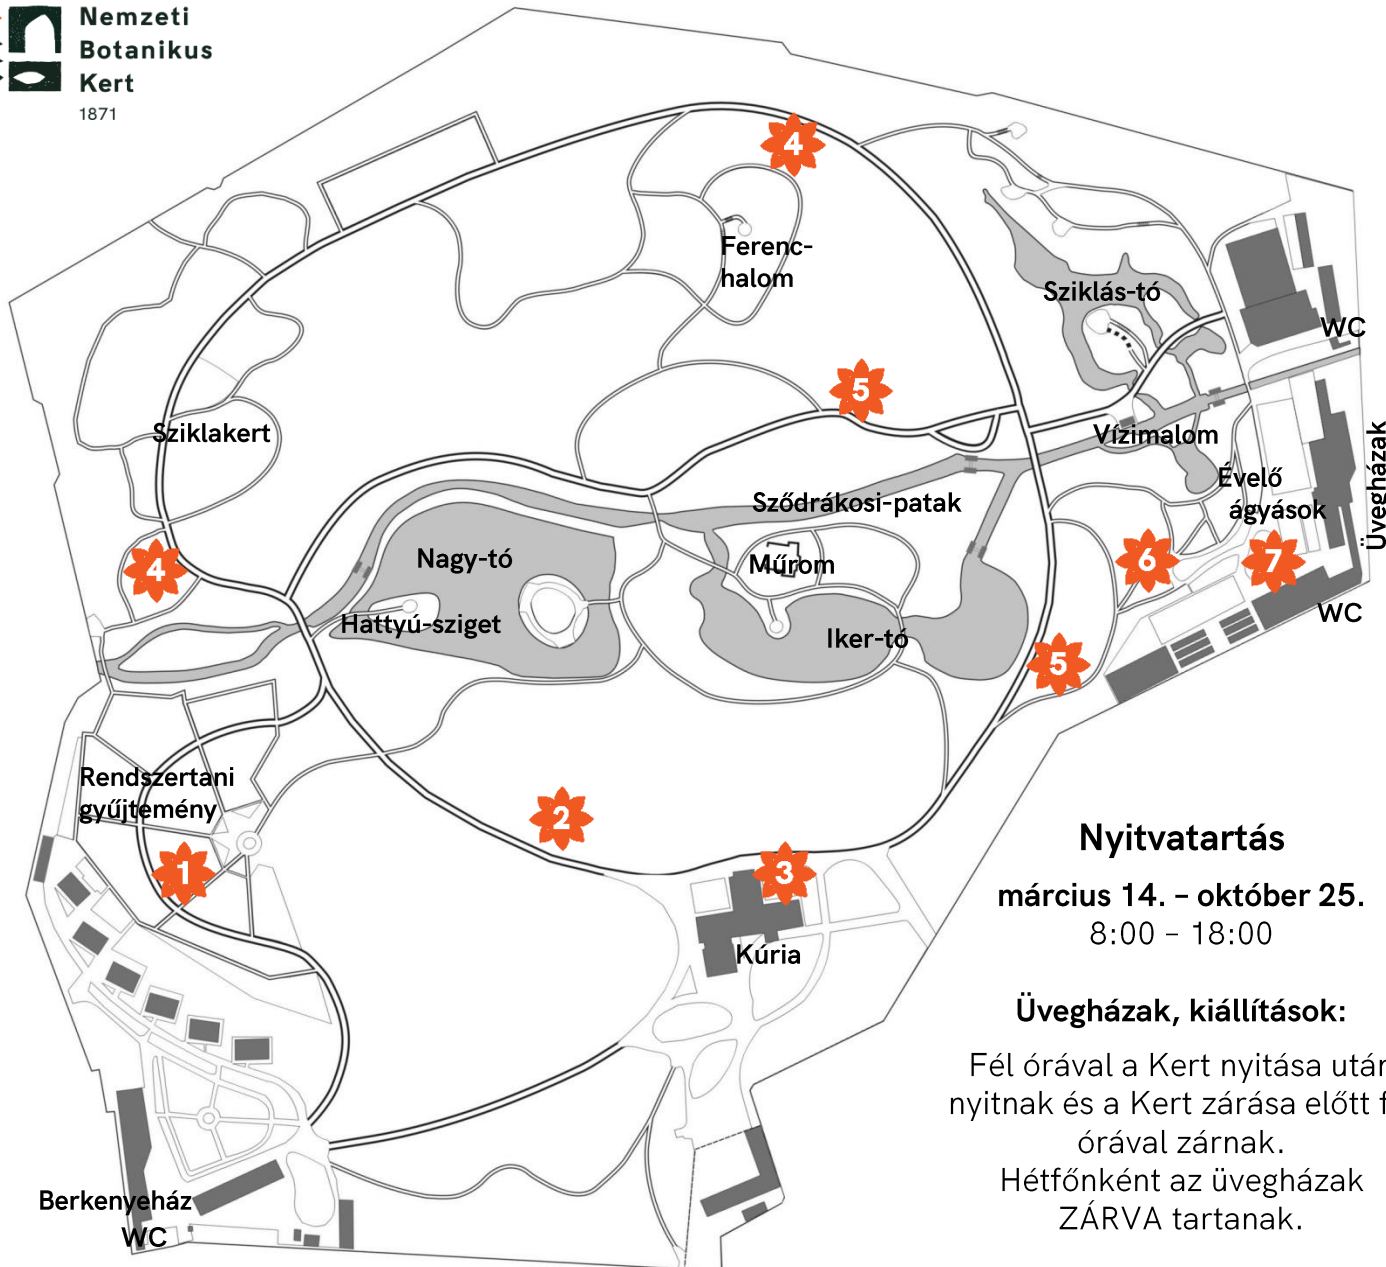 Nemzeti
Botanikus
Kert
1871
4
Ferenc-
halom
Sziklás-tó
WC
5
Sziklakert
Vízimalom
Évelő
ágyások
Üvegházak
Sződrákosi-patak
Nagy-tó
Műrom
4
6
7
WC
Hattyú-sziget
Iker-tó
5
Rendszertani
gyűjtemény
2
1
3
Kúria
Nyitvatartás
március 14. – október 25.
8:00 – 18:00
Üvegházak, kiállítások:
Fél órával a Kert nyitása után
nyitnak és a Kert zárása előtt
órával zárnak.
Hétfőnként az üvegházak
ZÁRVA tartanak.
Berkenyeház
WC